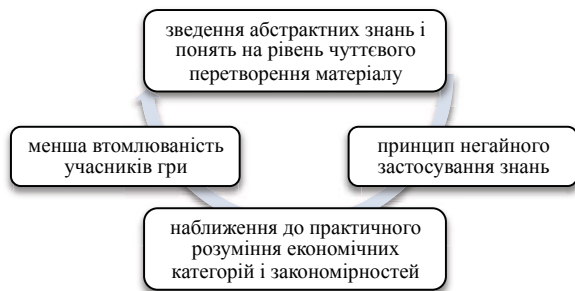 зведення абстрактних знань і
понять на рівень чуттєвого
перетворення матеріалу
менша втомлюваність
учасників гри
принцип негайного
застосування знань
наближення до практичного
розуміння економічних
категорій і закономірностей